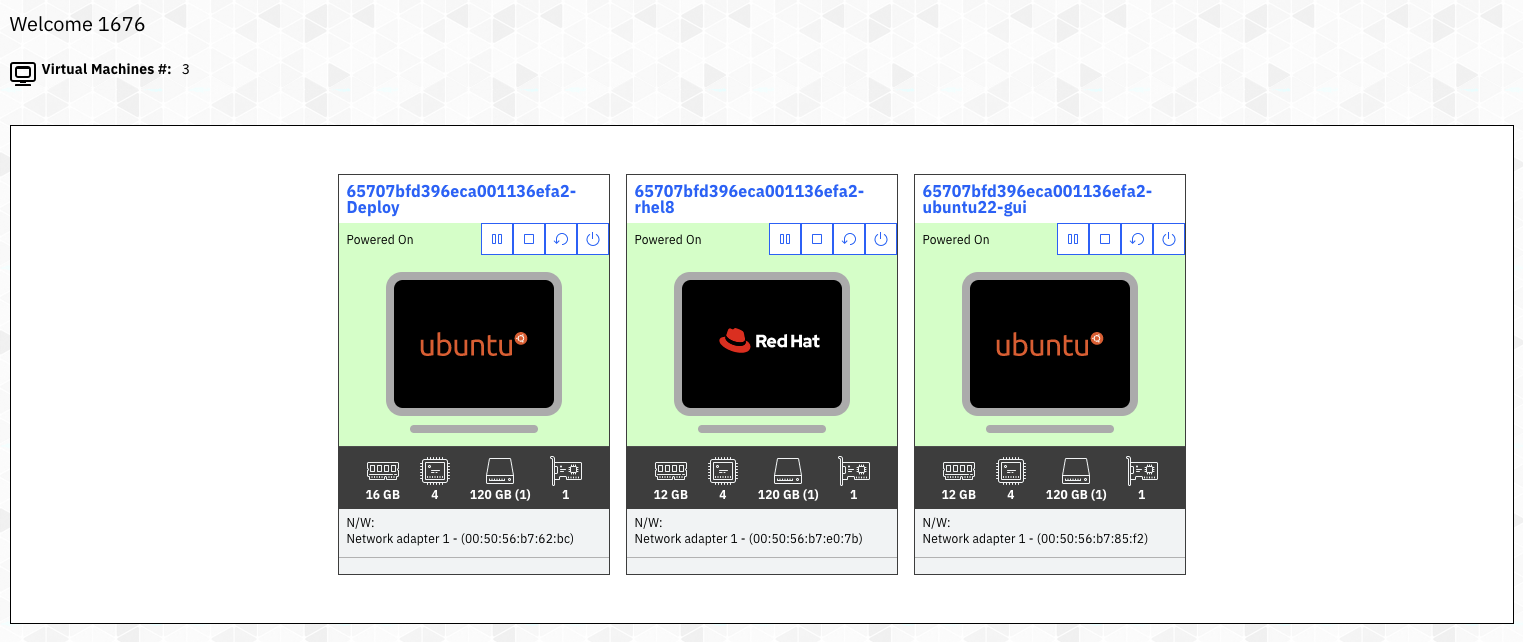 Welcome 1676
Virtual Machines #: 3
65707bfd396eca001136efa2-
Deploy
Powered On
ubuntu
16 GB 4 120 GB (1) 1
N/W:
Network adapter 1 - (00:50:56:b7:62:bc)
65707bfd396eca001136efa2-
rhel8
Powered On
Red Hat
12 GB 4 120 GB (1) 1
N/W:
Network adapter 1 - (00:50:56:b7:e0:7b)
65707bfd396eca001136efa2-
ubuntu22-gui
Powered On
ubuntu
12 GB 4 120 GB (1) 1
N/W:
Network adapter 1 - (00:50:56:b7:85:f2)